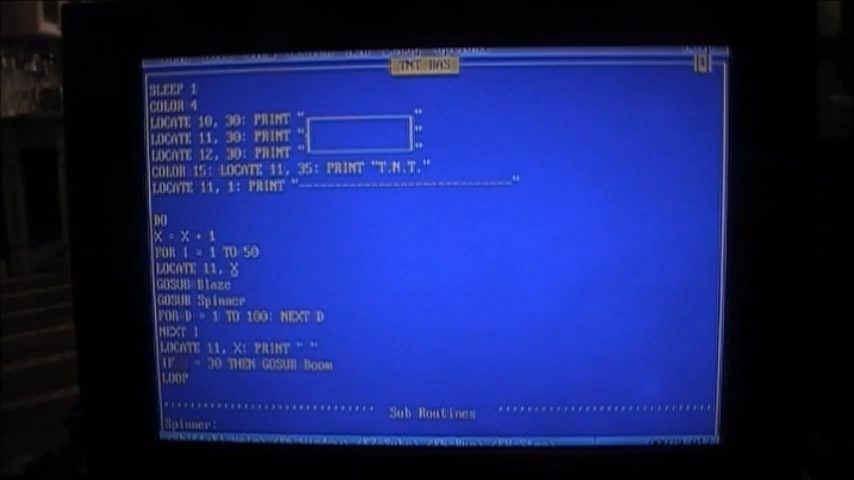 TNT.BAS
SLEEP 1
COLOR 4
LOCATE 10, 30: PRINT " "
LOCATE 11, 30: PRINT " "
LOCATE 12, 30: PRINT " "
COLOR 15: LOCATE 11, 35: PRINT "T.N.T."
LOCATE 11, 1: PRINT "-----------------------------"
DO
X = X + 1
FOR I = 1 TO 50
LOCATE 11, X
GOSUB Blaze
GOSUB Spinner
FOR D = 1 TO 100: NEXT D
NEXT I
LOCATE 11, X: PRINT " "
IF = 30 THEN GOSUB Boom
LOOP
'''''''''''''''''''''''''''''' Sub Routines ''''''''''''''''''''''''''''''
Spinner: